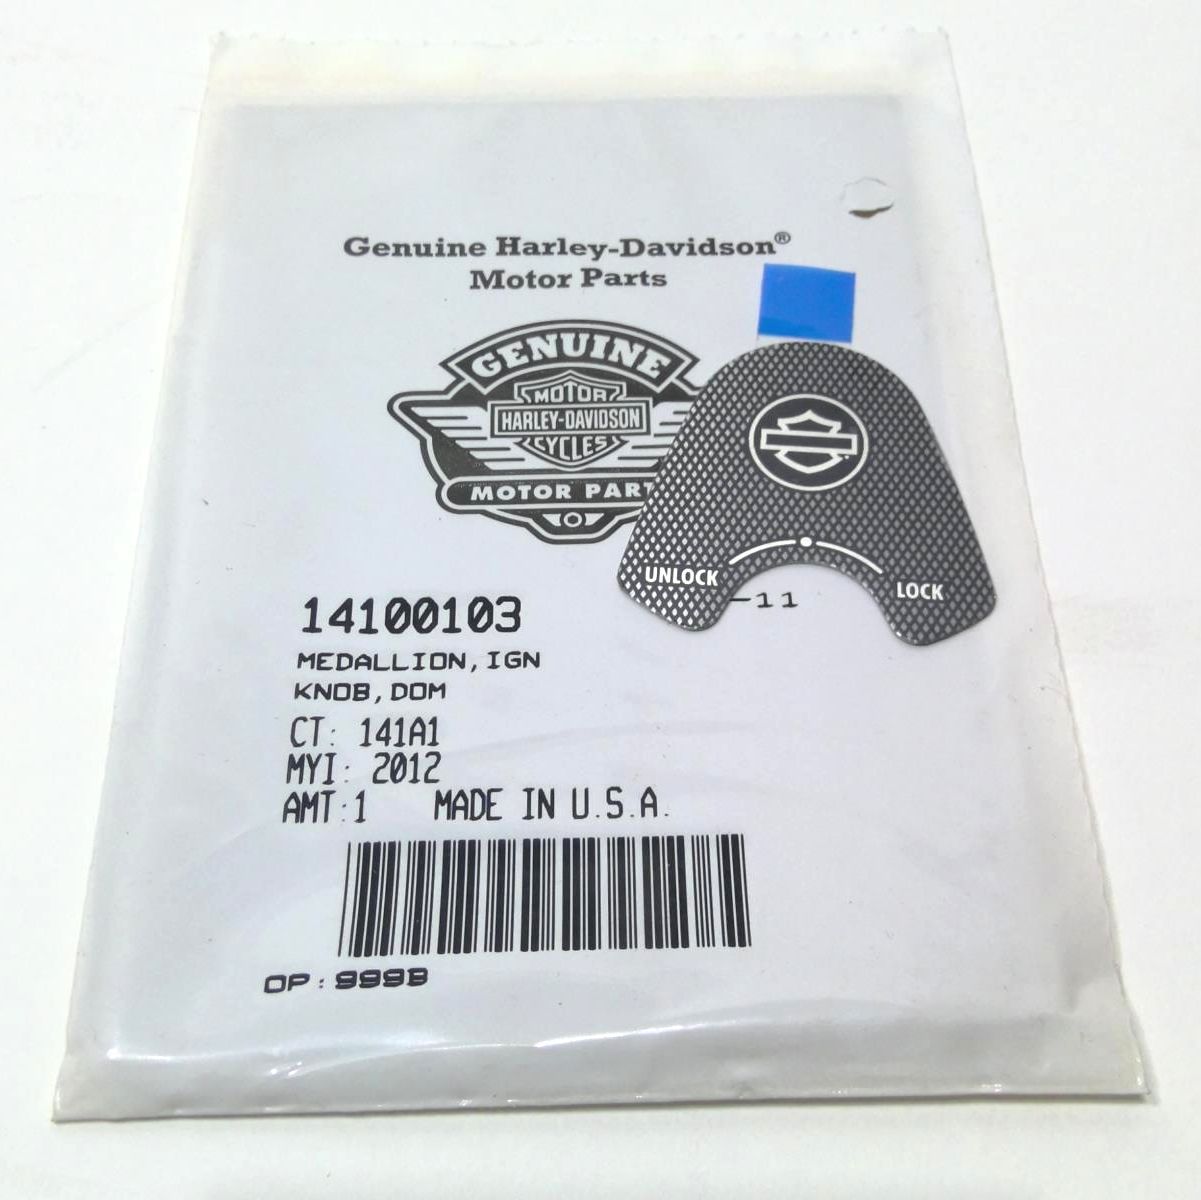 Genuine Harley-Davidson®
Motor Parts
GENUINE
MOTOR
HARLEY-DAVIDSON
CYCLES
MOTOR PART
UNLOCK
LOCK
-11
14100103
MEDALLION, IGN
KNOB, DOM
CT: 141A1
MYI: 2012
AMT:1 MADE IN U.S.A.
OP: 999B